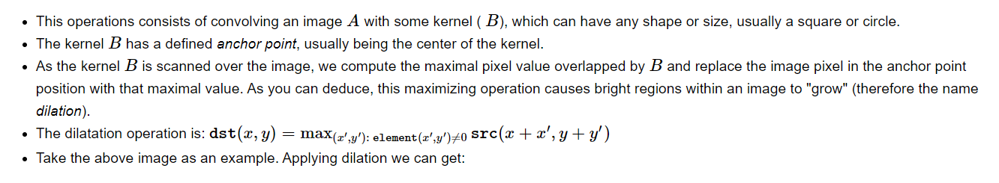 • This operations consists of convolving an image A with some kernel ( B), which can have any shape or size, usually a square or circle.
• The kernel B has a defined anchor point, usually being the center of the kernel.
• As the kernel B is scanned over the image, we compute the maximal pixel value overlapped by B and replace the image pixel in the anchor point
position with that maximal value. As you can deduce, this maximizing operation causes bright regions within an image to "grow" (therefore the name
dilation).
• The dilatation operation is: dst(x, y) = max(x′,y′): element(x′,y′)≠0 src(x + x′, y + y′)
• Take the above image as an example. Applying dilation we can get: